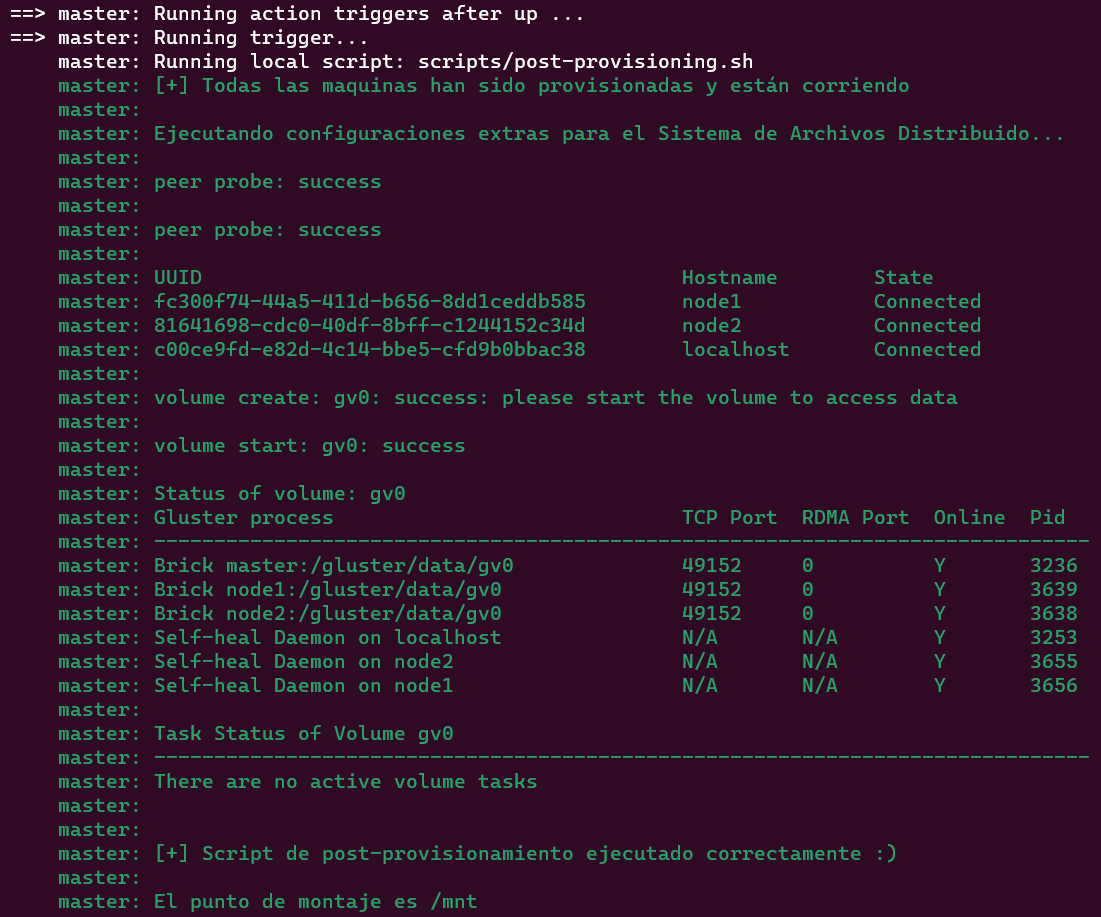 ==> master: Running action triggers after up ...
==> master: Running trigger...
    master: Running local script: scripts/post-provisioning.sh
    master: [+] Todas las maquinas han sido provisionadas y están corriendo
    master:
    master: Ejecutando configuraciones extras para el Sistema de Archivos Distribuido...
    master:
    master: peer probe: success
    master:
    master: peer probe: success
    master:
    master: UUID                                        Hostname        State
    master: fc300f74-44a5-411d-b656-8dd1ceddb585        node1           Connected
    master: 81641698-cdc0-40df-8bff-c1244152c34d        node2           Connected
    master: c00ce9fd-e82d-4c14-bbe5-cfd9b0bbac38        localhost       Connected
    master:
    master: volume create: gv0: success: please start the volume to access data
    master:
    master: volume start: gv0: success
    master:
    master: Status of volume: gv0
    master: Gluster process                             TCP Port  RDMA Port  Online  Pid
    master: ------------------------------------------------------------------------------
    master: Brick master:/gluster/data/gv0              49152     0          Y       3236
    master: Brick node1:/gluster/data/gv0               49152     0          Y       3639
    master: Brick node2:/gluster/data/gv0               49152     0          Y       3638
    master: Self-heal Daemon on localhost               N/A       N/A        Y       3253
    master: Self-heal Daemon on node2                   N/A       N/A        Y       3655
    master: Self-heal Daemon on node1                   N/A       N/A        Y       3656
    master:
    master: Task Status of Volume gv0
    master: ------------------------------------------------------------------------------
    master: There are no active volume tasks
    master:
    master:
    master: [+] Script de post-provisionamiento ejecutado correctamente :)
    master:
    master: El punto de montaje es /mnt